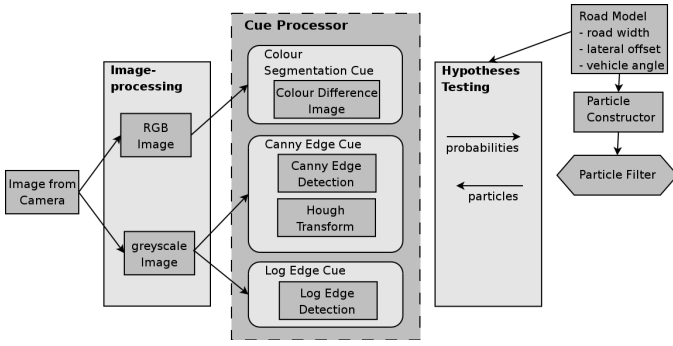 Image from
Camera
Image-
processing
RGB
Image
greyscale
Image
Cue Processor
Colour
Segmentation Cue
Colour Difference
Image
Canny Edge Cue
Canny Edge
Detection
Hough
Transform
Log Edge Cue
Log Edge
Detection
Hypotheses
Testing
probabilities
particles
Road Model
- road width
- lateral offset
- vehicle angle
Particle
Constructor
Particle Filter